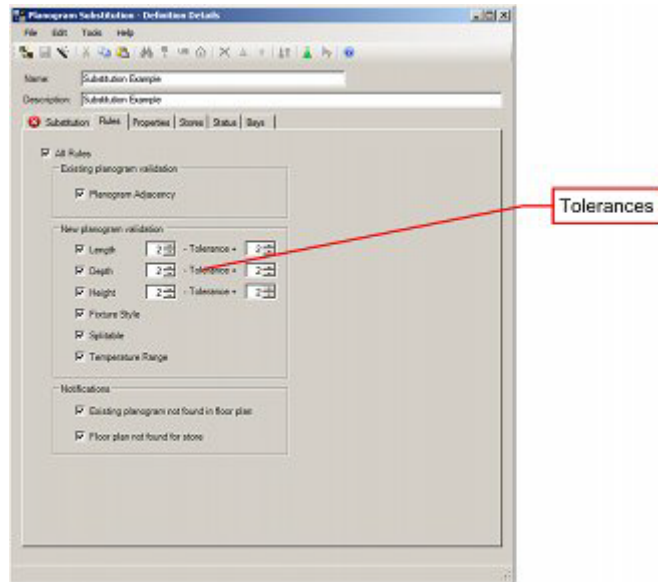 Planogram Substitution - Definition Details
File Edit Tools Help
Name: Substitution Example
Description: Substitution Example
Substitution Rules Properties Stores Status Bays
All Rules
Existing planogram validation
Planogram Adjacency
New planogram validation
Length 2 - Tolerance + 2
Depth 2 - Tolerance + 2
Height 2 - Tolerance + 2
Fixture Style
Splitable
Temperature Range
Notifications
Existing planogram not found in floor plan
Floor plan not found for store
Tolerances